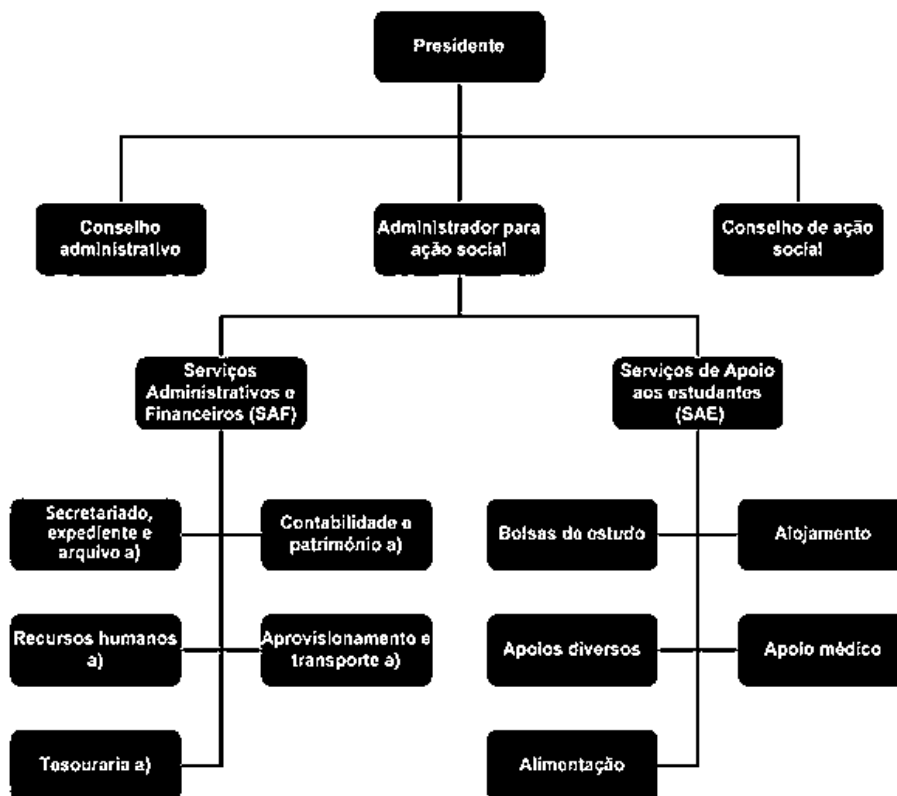 Presidente
Conselho
administrativo
Administrador para
ação social
Conselho de ação
social
Serviços
Administrativos e
Financeiros (SAF)
Serviços de Apoio
aos estudantes
(SAE)
Secretariado,
expediente e
arquivo a)
Contabilidade e
património a)
Bolsas de estudo
Alojamento
Recursos humanos
a)
Aprovisionamento e
transporte a)
Apoios diversos
Apoio médico
Tesouraria a)
Alimentação